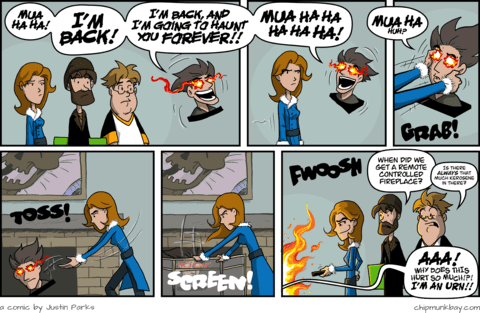 MUA
HA HA!
I'M
BACK!
I'M BACK, AND
I'M GOING TO HAUNT
YOU FOREVER!!
MUA HA HA
HA HA HA!
MUA HA
HUH?
GRAB!
TOSS!
SCREEN!
FWOOSH
WHEN DID WE
GET A REMOTE
CONTROLLED
FIREPLACE?
IS THERE
ALWAYS THAT
MUCH KEROSENE
IN THERE?
AAA!
WHY DOES THIS
HURT SO MUCH?!?!
I'M AN URN!!
a comic by Justin Parks
chipmunkbay.com